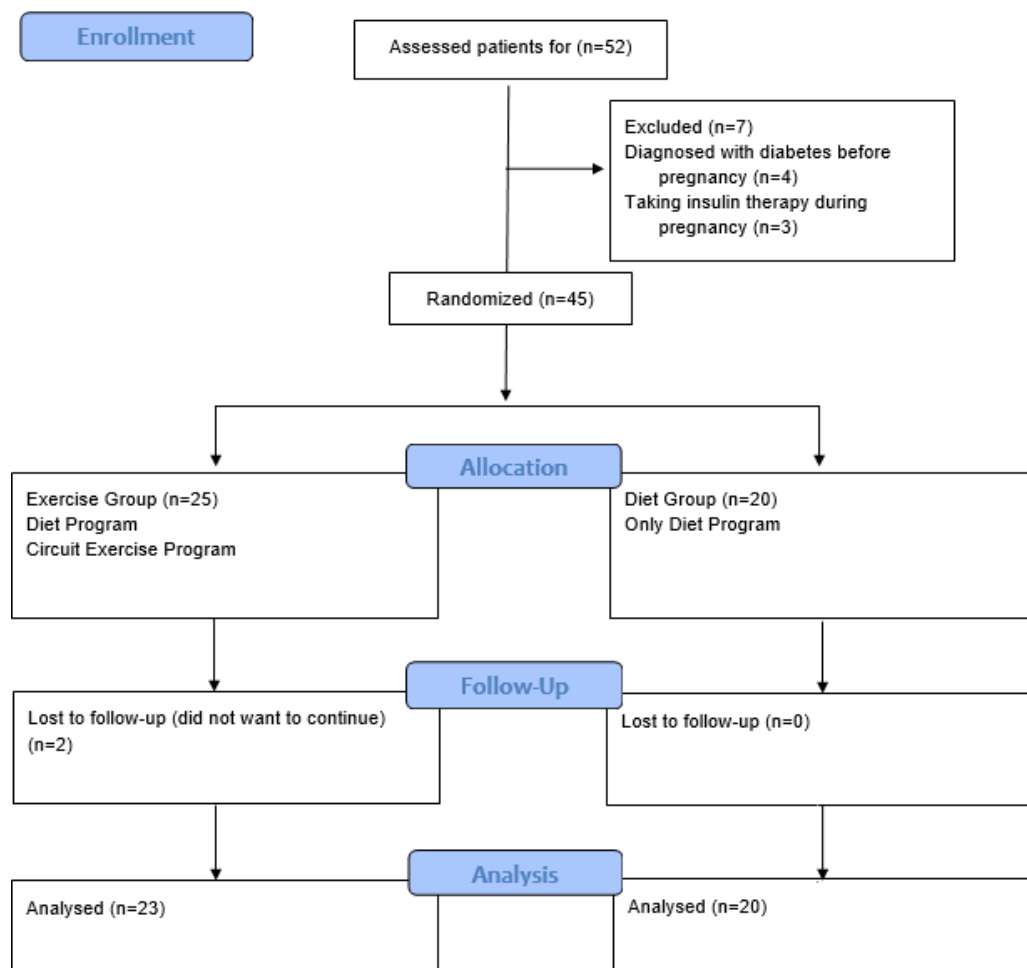 Enrollment
Assessed patients for (n=52)
Excluded (n=7)
Diagnosed with diabetes before
pregnancy (n=4)
Taking insulin therapy during
pregnancy (n=3)
Randomized (n=45)
Allocation
Exercise Group (n=25)
Diet Program
Circuit Exercise Program
Diet Group (n=20)
Only Diet Program
Follow-Up
Lost to follow-up (did not want to continue)
(n=2)
Lost to follow-up (n=0)
Analysis
Analysed (n=23)
Analysed (n=20)